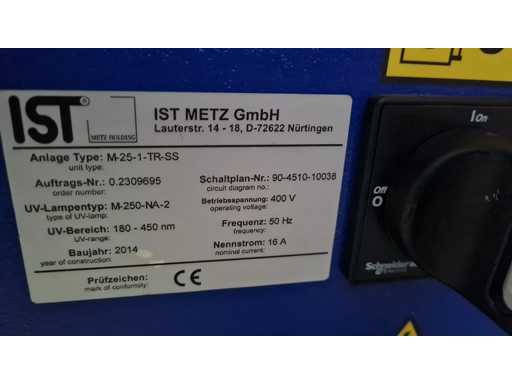 IST®
METZ HOLDING
IST METZ GmbH
Lauterstr. 14 - 18, D-72622 Nürtingen
Anlage Type: M-25-1-TR-SS
unit type:
Auftrags-Nr.: 0.2309695
order number:
UV-Lampentyp: M-250-NA-2
type of UV-lamp:
UV-Bereich: 180 - 450 nm
UV-range:
Baujahr: 2014
year of construction:
Schaltplan-Nr.: 90-4510-10038
circuit diagram no.:
Betriebsspannung: 400 V
operating voltage:
Frequenz: 50 Hz
frequency:
Nennstrom: 16 A
nominal current:
Prüfzeichen: CE
mark of conformity:
I On
Off
O
Schneider
Electric